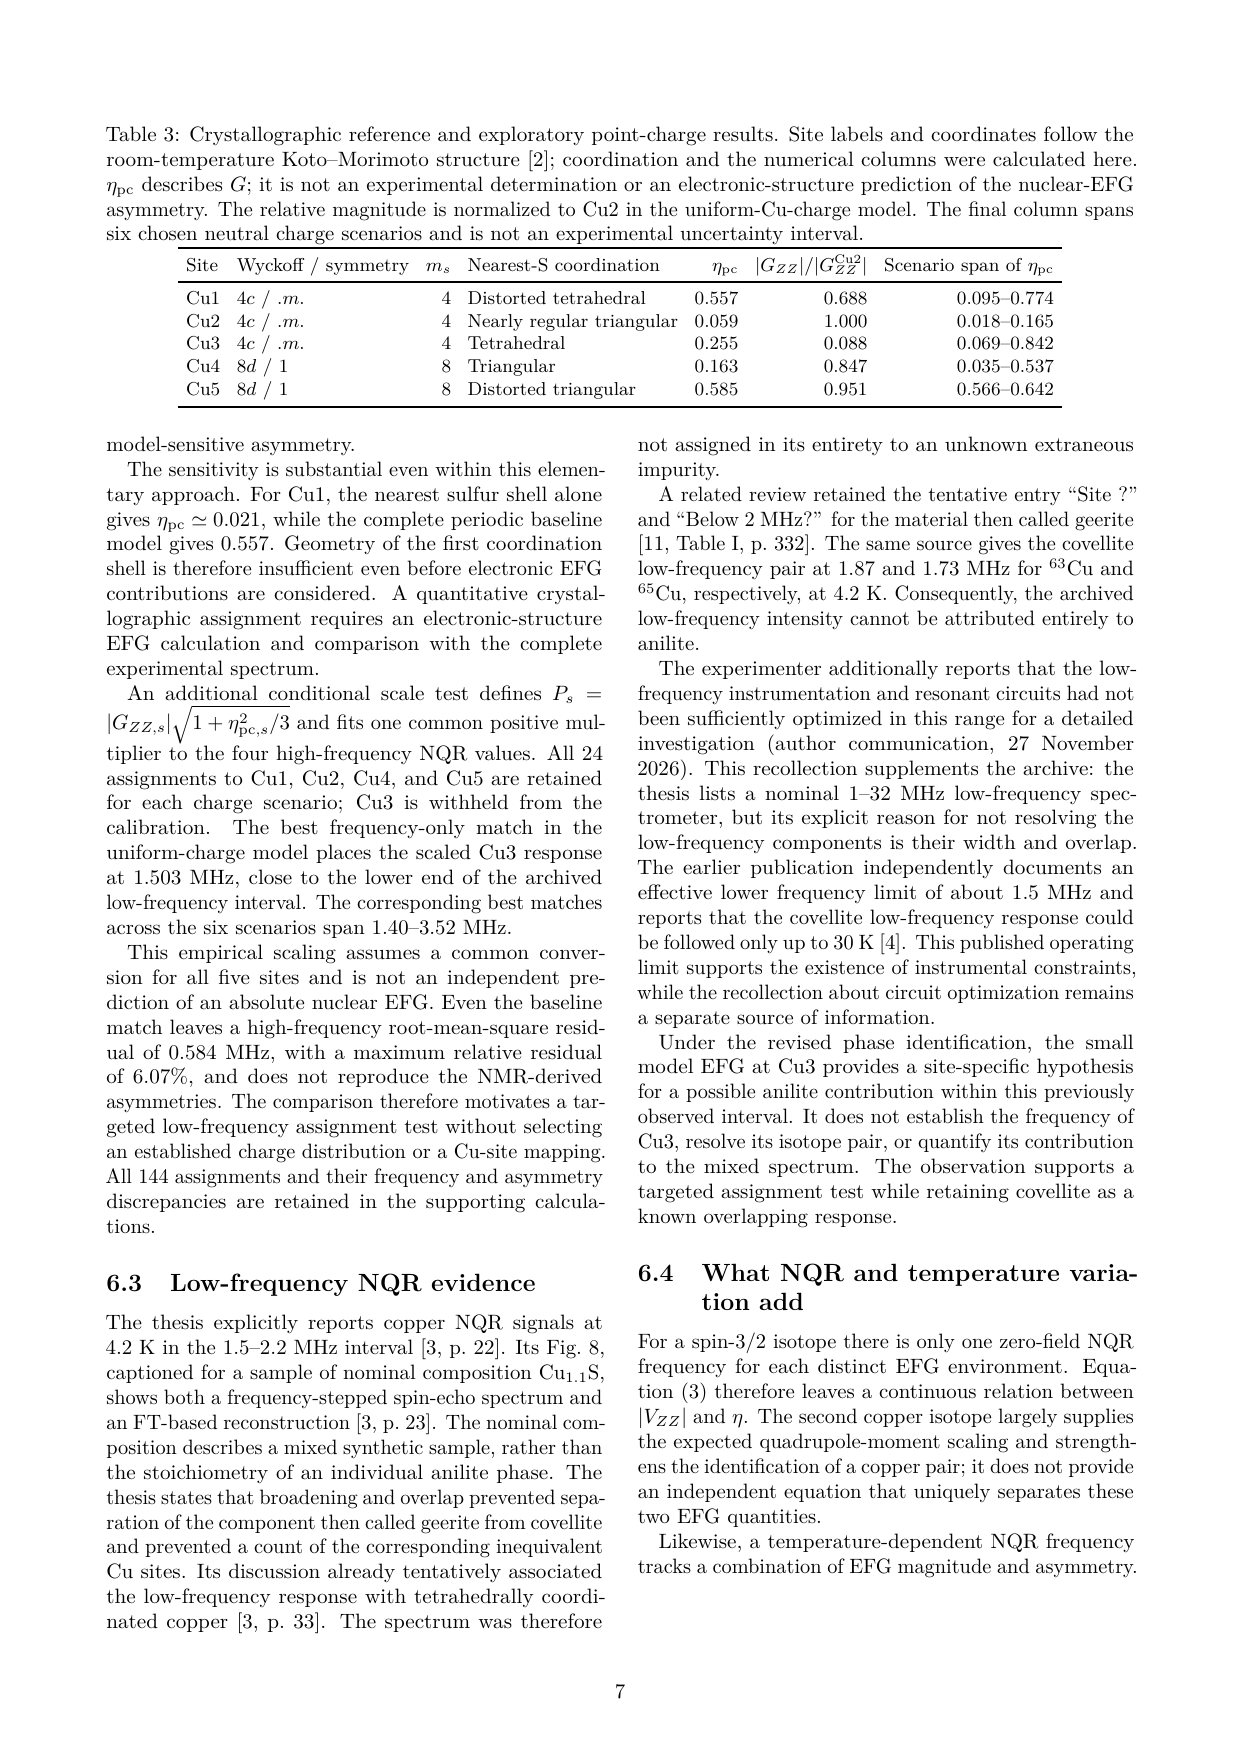 Table 3: Crystallographic reference and exploratory point-charge results. Site labels and coordinates follow the
room-temperature Koto–Morimoto structure [2]; coordination and the numerical columns were calculated here.
η_pc describes G; it is not an experimental determination or an electronic-structure prediction of the nuclear-EFG
asymmetry. The relative magnitude is normalized to Cu2 in the uniform-Cu-charge model. The final column spans
six chosen neutral charge scenarios and is not an experimental uncertainty interval.
Site Wyckoff / symmetry m_s Nearest-S coordination η_pc |G_ZZ|/|G_ZZ^Cu2| Scenario span of η_pc
Cu1 4c / .m. 4 Distorted tetrahedral 0.557 0.688 0.095–0.774
Cu2 4c / .m. 4 Nearly regular triangular 0.059 1.000 0.018–0.165
Cu3 4c / .m. 4 Tetrahedral 0.255 0.088 0.069–0.842
Cu4 8d / 1 8 Triangular 0.163 0.847 0.035–0.537
Cu5 8d / 1 8 Distorted triangular 0.585 0.951 0.566–0.642
model-sensitive asymmetry.
The sensitivity is substantial even within this elemen-
tary approach. For Cu1, the nearest sulfur shell alone
gives η_pc ≃ 0.021, while the complete periodic baseline
model gives 0.557. Geometry of the first coordination
shell is therefore insufficient even before electronic EFG
contributions are considered. A quantitative crystal-
lographic assignment requires an electronic-structure
EFG calculation and comparison with the complete
experimental spectrum.
An additional conditional scale test defines P_s =
|G_ZZ,s|√(1 + η²_pc,s/3) and fits one common positive mul-
tiplier to the four high-frequency NQR values. All 24
assignments to Cu1, Cu2, Cu4, and Cu5 are retained
for each charge scenario; Cu3 is withheld from the
calibration. The best frequency-only match in the
uniform-charge model places the scaled Cu3 response
at 1.503 MHz, close to the lower end of the archived
low-frequency interval. The corresponding best matches
across the six scenarios span 1.40–3.52 MHz.
This empirical scaling assumes a common conver-
sion for all five sites and is not an independent pre-
diction of an absolute nuclear EFG. Even the baseline
match leaves a high-frequency root-mean-square resid-
ual of 0.584 MHz, with a maximum relative residual
of 6.07%, and does not reproduce the NMR-derived
asymmetries. The comparison therefore motivates a tar-
geted low-frequency assignment test without selecting
an established charge distribution or a Cu-site mapping.
All 144 assignments and their frequency and asymmetry
discrepancies are retained in the supporting calcula-
tions.
6.3 Low-frequency NQR evidence
The thesis explicitly reports copper NQR signals at
4.2 K in the 1.5–2.2 MHz interval [3, p. 22]. Its Fig. 8,
captioned for a sample of nominal composition Cu₁.₁S,
shows both a frequency-stepped spin-echo spectrum and
an FT-based reconstruction [3, p. 23]. The nominal com-
position describes a mixed synthetic sample, rather than
the stoichiometry of an individual anilite phase. The
thesis states that broadening and overlap prevented sepa-
ration of the component then called geerite from covellite
and prevented a count of the corresponding inequivalent
Cu sites. Its discussion already tentatively associated
the low-frequency response with tetrahedrally coordi-
nated copper [3, p. 33]. The spectrum was therefore
not assigned in its entirety to an unknown extraneous
impurity.
A related review retained the tentative entry “Site ?”
and “Below 2 MHz?” for the material then called geerite
[11, Table I, p. 332]. The same source gives the covellite
low-frequency pair at 1.87 and 1.73 MHz for ⁶³Cu and
⁶⁵Cu, respectively, at 4.2 K. Consequently, the archived
low-frequency intensity cannot be attributed entirely to
anilite.
The experimenter additionally reports that the low-
frequency instrumentation and resonant circuits had not
been sufficiently optimized in this range for a detailed
investigation (author communication, 27 November
2026). This recollection supplements the archive: the
thesis lists a nominal 1–32 MHz low-frequency spec-
trometer, but its explicit reason for not resolving the
low-frequency components is their width and overlap.
The earlier publication independently documents an
effective lower frequency limit of about 1.5 MHz and
reports that the covellite low-frequency response could
be followed only up to 30 K [4]. This published operating
limit supports the existence of instrumental constraints,
while the recollection about circuit optimization remains
a separate source of information.
Under the revised phase identification, the small
model EFG at Cu3 provides a site-specific hypothesis
for a possible anilite contribution within this previously
observed interval. It does not establish the frequency of
Cu3, resolve its isotope pair, or quantify its contribution
to the mixed spectrum. The observation supports a
targeted assignment test while retaining covellite as a
known overlapping response.
6.4 What NQR and temperature varia-
tion add
For a spin-3/2 isotope there is only one zero-field NQR
frequency for each distinct EFG environment. Equa-
tion (3) therefore leaves a continuous relation between
|V_ZZ| and η. The second copper isotope largely supplies
the expected quadrupole-moment scaling and strength-
ens the identification of a copper pair; it does not provide
an independent equation that uniquely separates these
two EFG quantities.
Likewise, a temperature-dependent NQR frequency
tracks a combination of EFG magnitude and asymmetry.
7